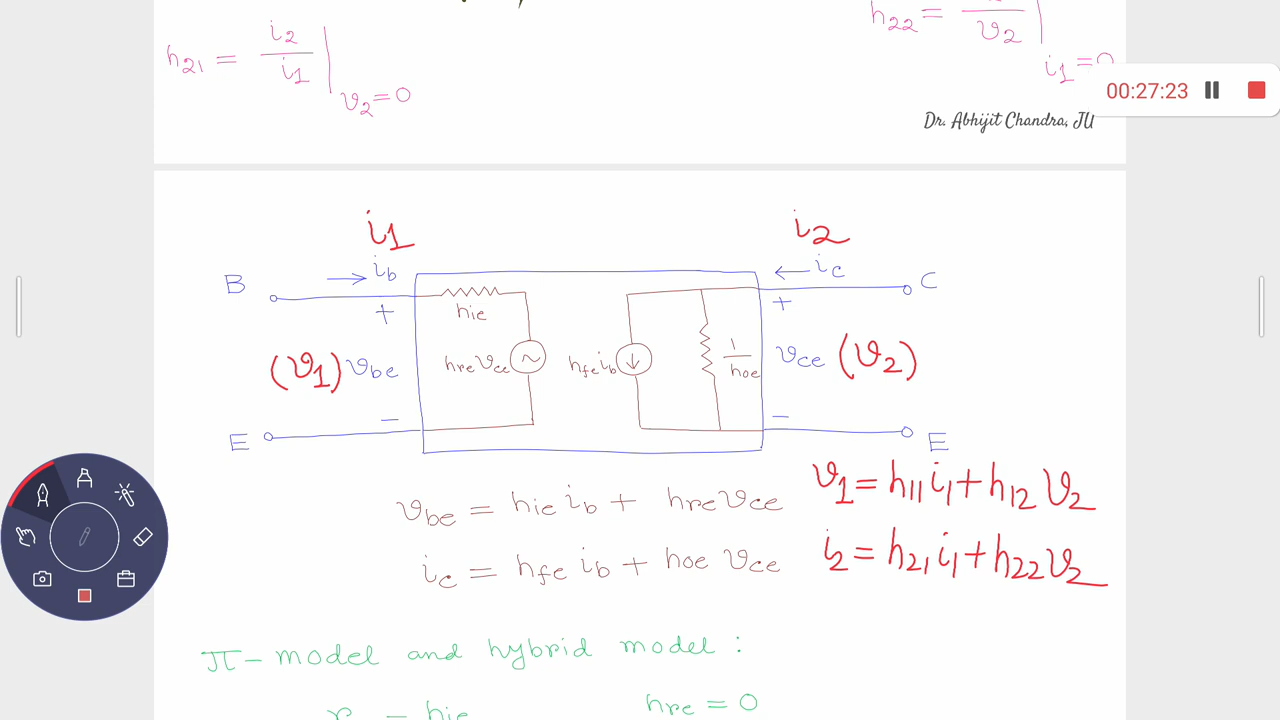 h21 = i2 / i1 | v2=0
h22 = / v2 | i1=0
00:27:23
Dr. Abhijit Chandra, JU
i1 i2
B ib ic C
+ +
hie
(v1) vbe hre vce hfe ib 1/hoe vce (v2)
− −
E E
vbe = hie ib + hre vce v1 = h11 i1 + h12 v2
ic = hfe ib + hoe vce i2 = h21 i1 + h22 v2
π-model and hybrid model :
= hie hre = 0